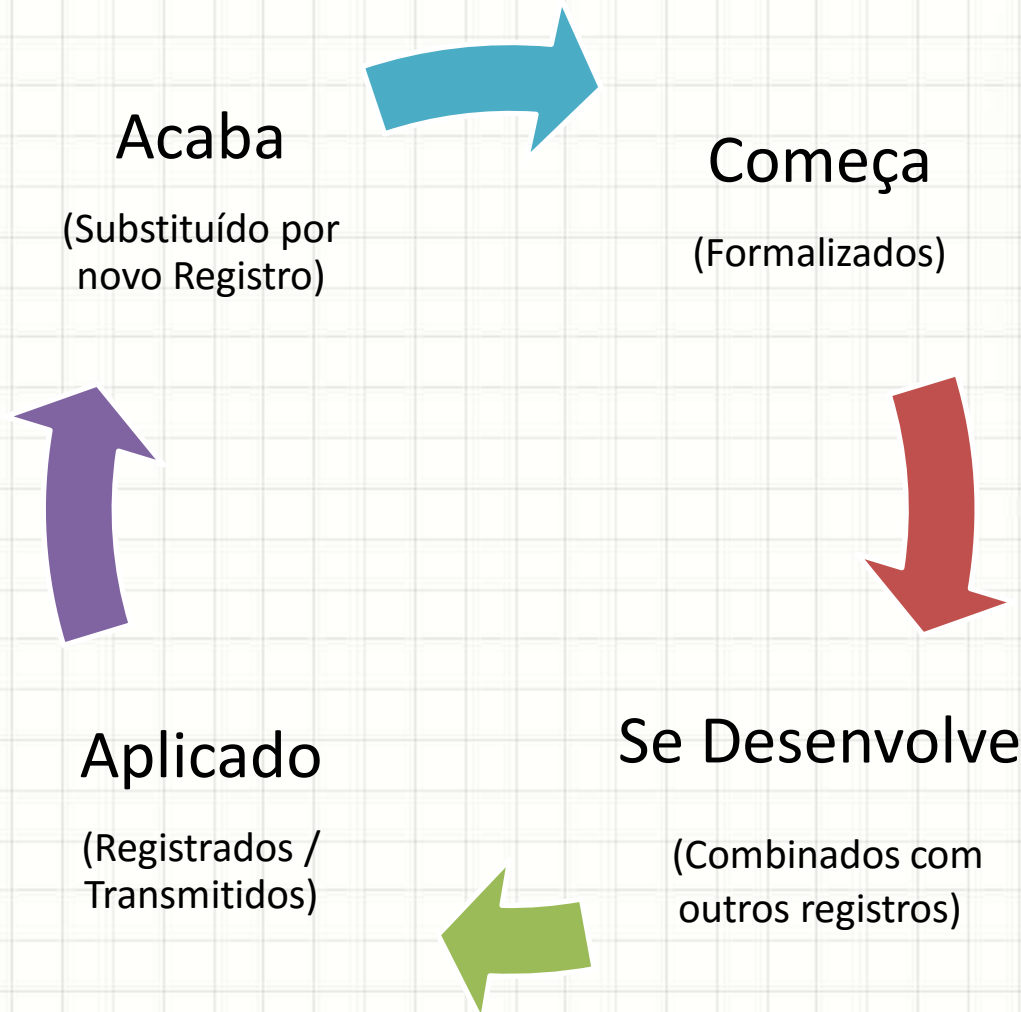 Acaba
(Substituído por
novo Registro)
Começa
(Formalizados)
Se Desenvolve
(Combinados com
outros registros)
Aplicado
(Registrados /
Transmitidos)